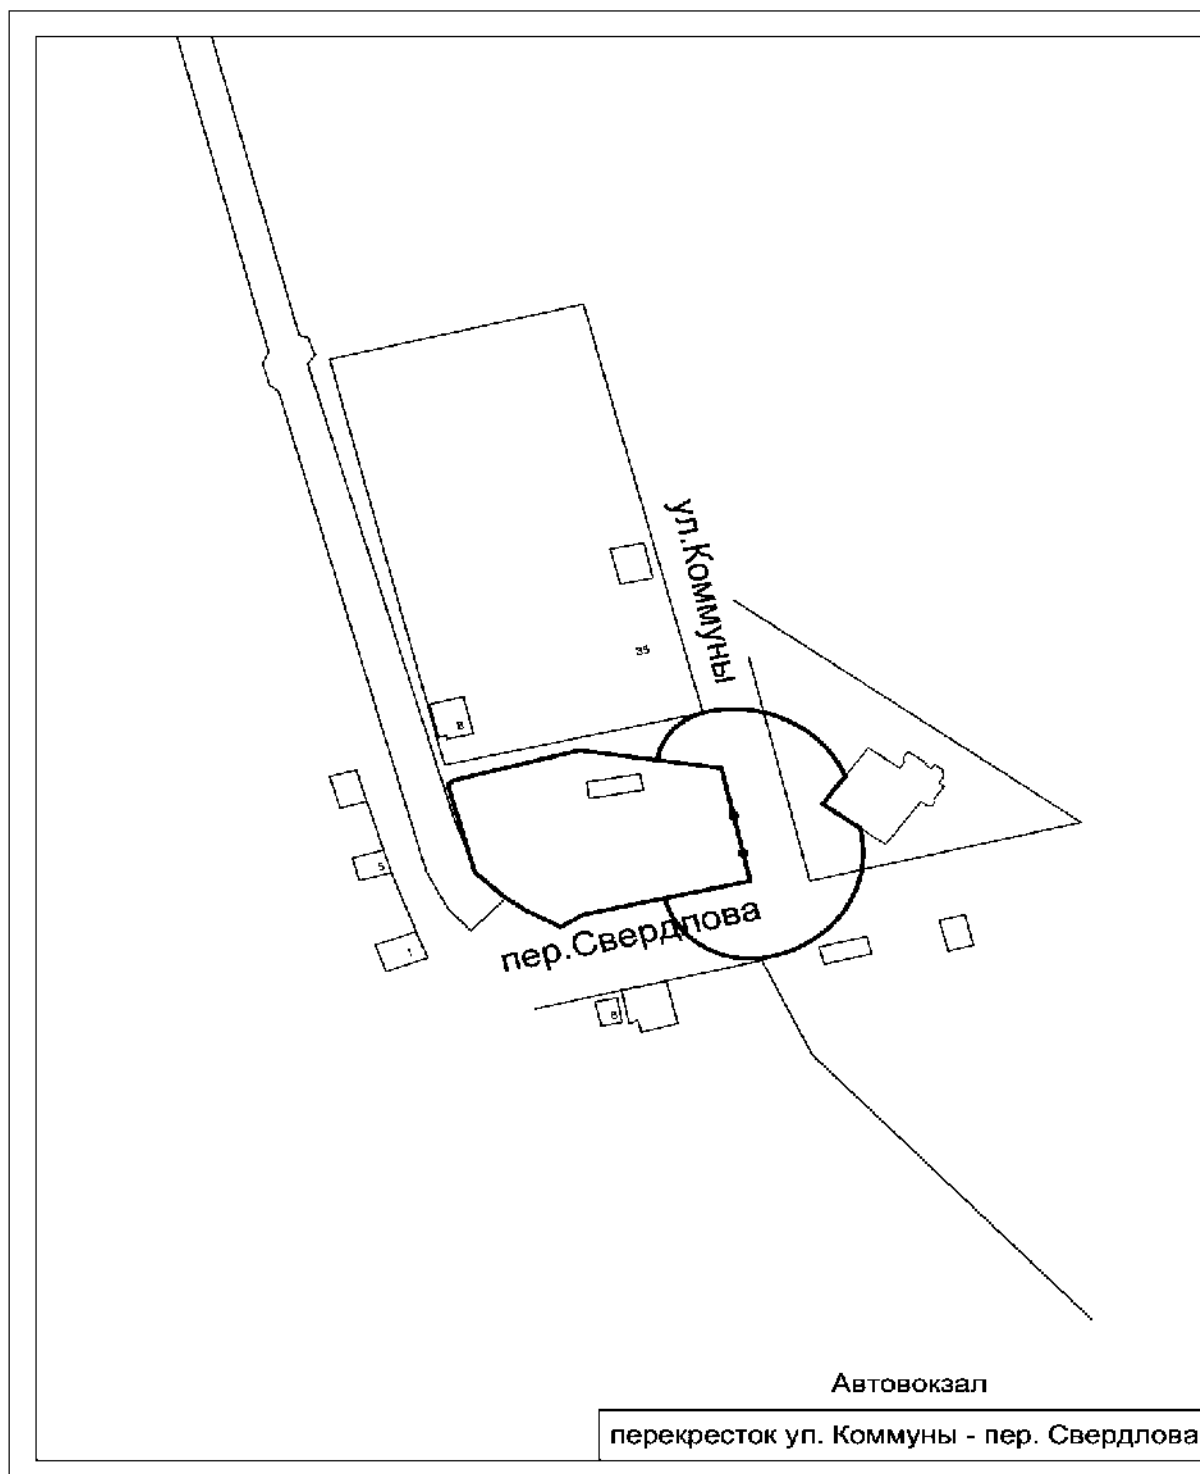 ул.Коммуны
35
8
5
1
пер.Свердлова
8
Автовокзал
перекресток ул. Коммуны - пер. Свердлова